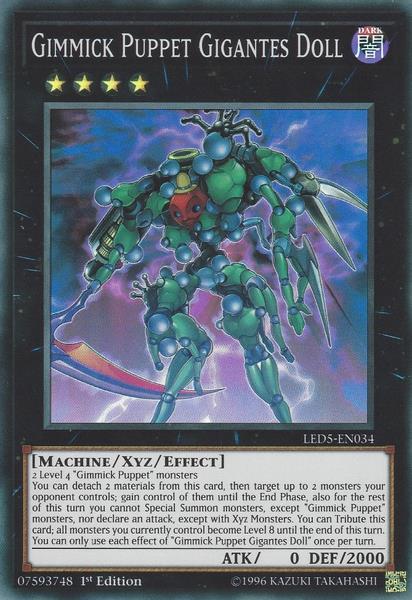 GIMMICK PUPPET GIGANTES DOLL
DARK
闇
LED5-EN034
[MACHINE/XYZ/EFFECT]
2 Level 4 "Gimmick Puppet" monsters
You can detach 2 materials from this card, then target up to 2 monsters your
opponent controls; gain control of them until the End Phase, also for the rest
of this turn you cannot Special Summon monsters, except "Gimmick Puppet"
monsters, nor declare an attack, except with Xyz Monsters. You can Tribute this
card; all monsters you currently control become Level 8 until the end of this turn.
You can only use each effect of "Gimmick Puppet Gigantes Doll" once per turn.
ATK/ 0 DEF/2000
07593748 1st Edition ©1996 KAZUKI TAKAHASHI